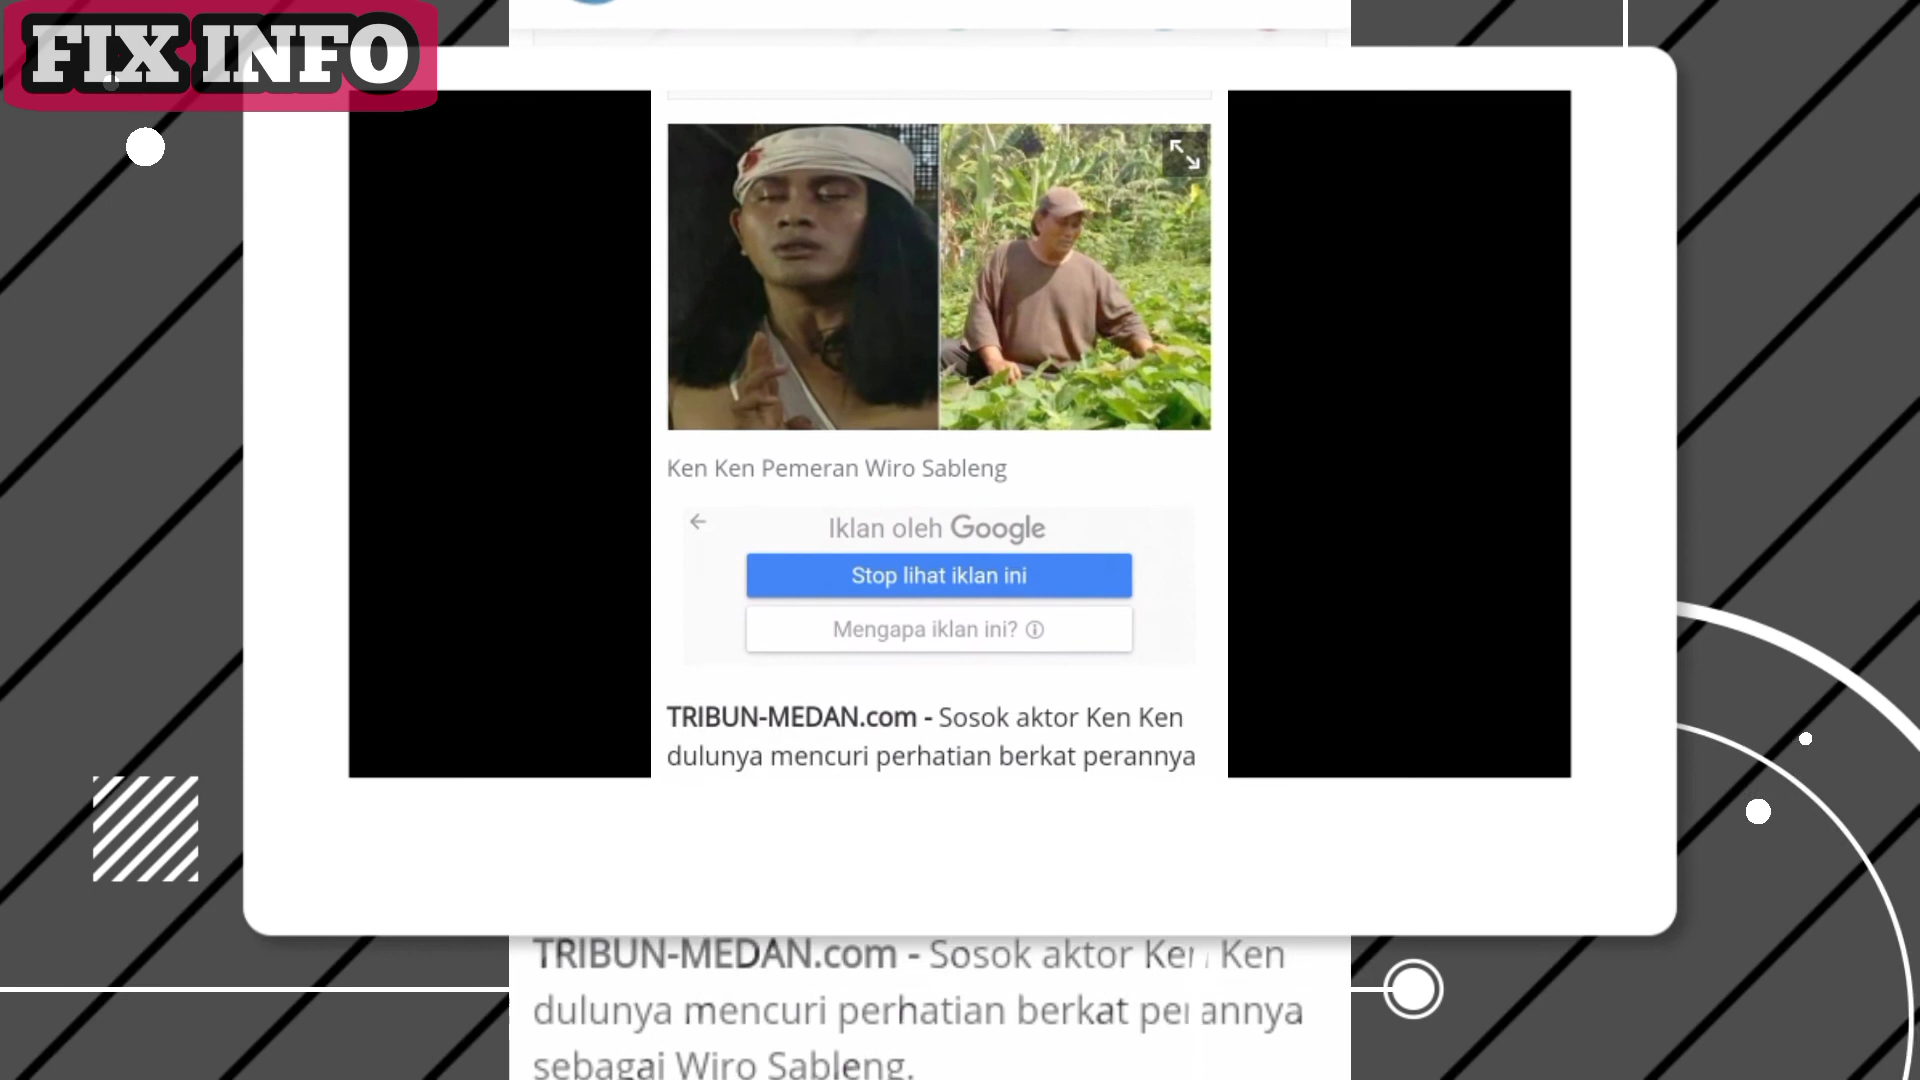 FIX INFO
Ken Ken Pemeran Wiro Sableng
Iklan oleh Google
Stop lihat iklan ini
Mengapa iklan ini?
TRIBUN-MEDAN.com - Sosok aktor Ken Ken
dulunya mencuri perhatian berkat perannya
TRIBUN-MEDAN.com - Sosok aktor Ken Ken
dulunya mencuri perhatian berkat perannya
sebagai Wiro Sableng.